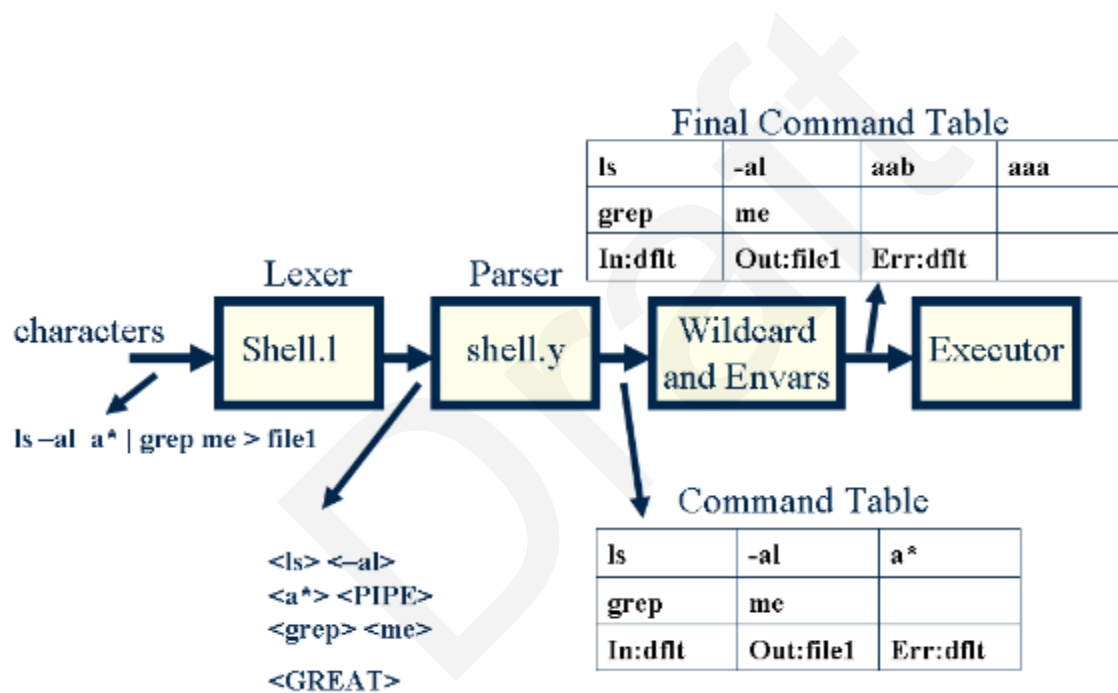 Final Command Table
ls -al aab aaa
grep me
In:dflt Out:file1 Err:dflt
Lexer
Parser
characters
Shell.l
shell.y
Wildcard
and Envars
Executor
ls –al a* | grep me > file1
<ls> <–al>
<a*> <PIPE>
<grep> <me>
<GREAT>
Command Table
ls -al a*
grep me
In:dflt Out:file1 Err:dflt
Draft